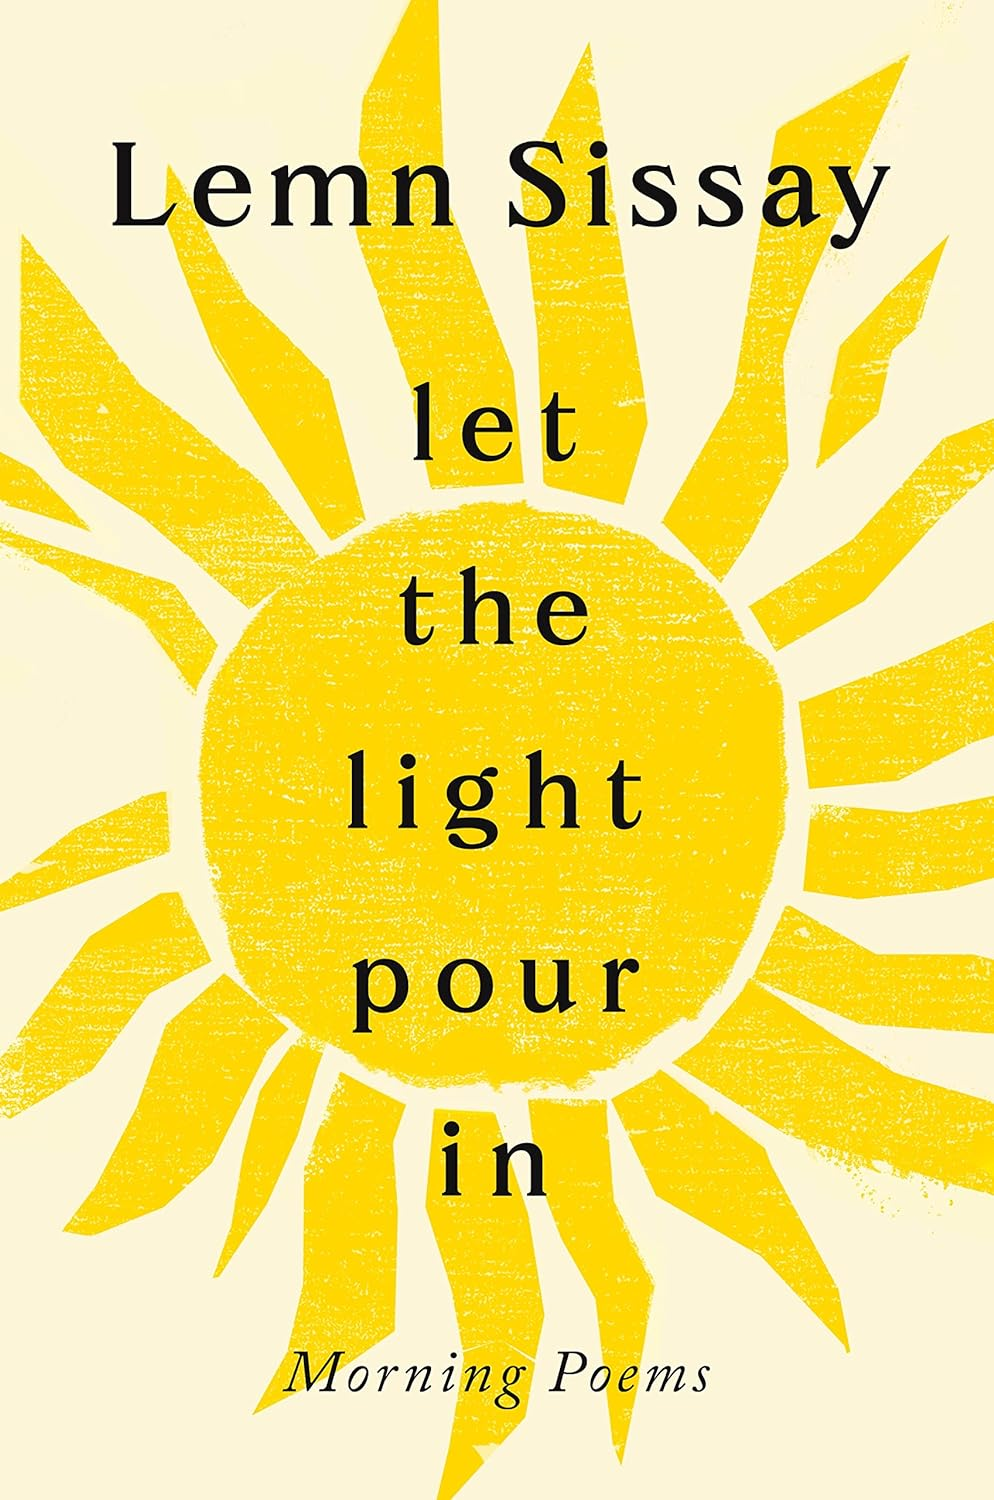 Lemn Sissay
let
the
light
pour
in
Morning Poems